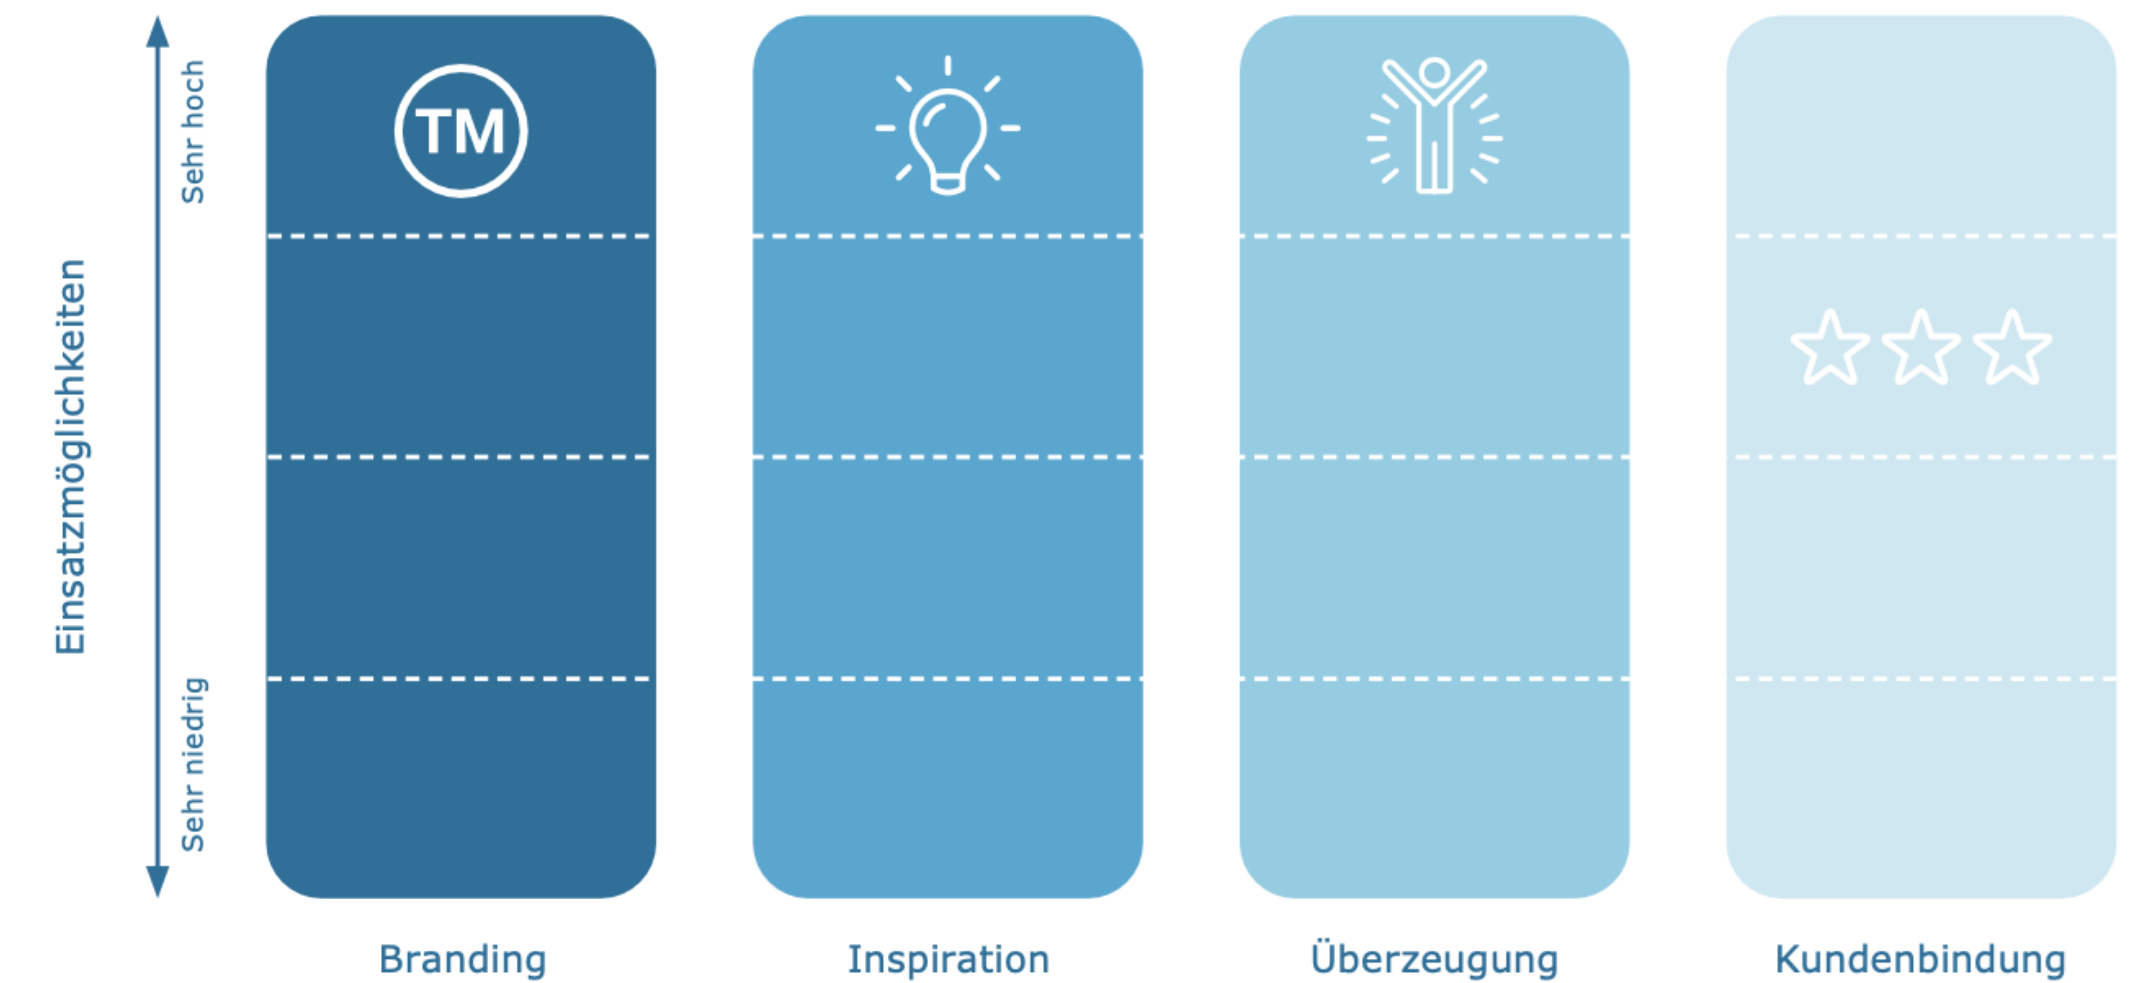 Einsatzmöglichkeiten
Sehr hoch
Sehr niedrig
TM
Branding
Inspiration
Überzeugung
Kundenbindung